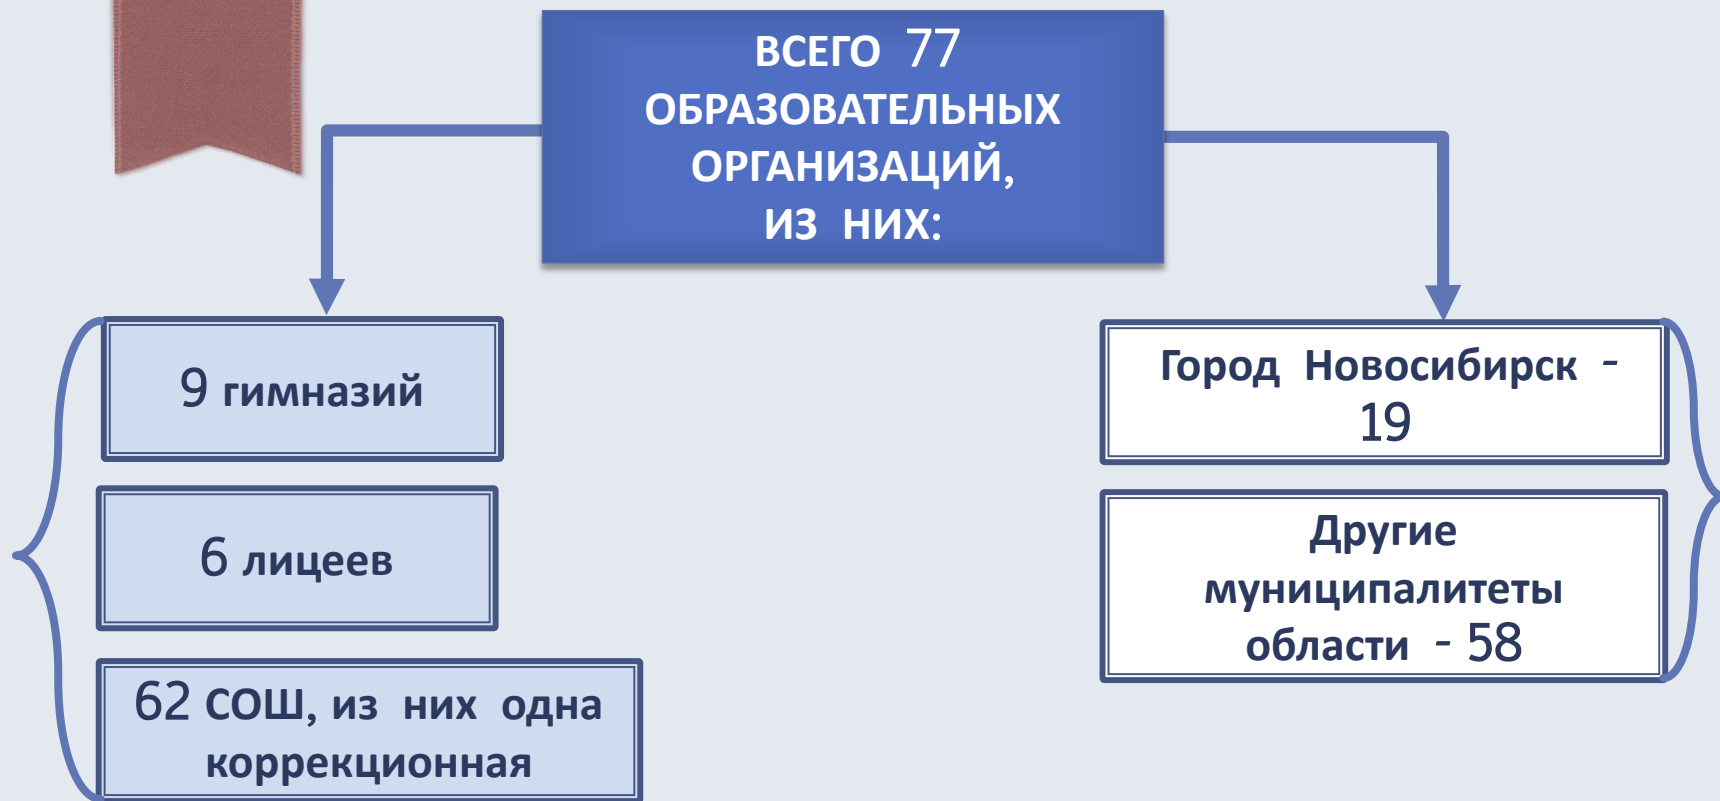 ВСЕГО 77
ОБРАЗОВАТЕЛЬНЫХ
ОРГАНИЗАЦИЙ,
ИЗ НИХ:
9 гимназий
6 лицеев
62 СОШ, из них одна
коррекционная
Город Новосибирск -
19
Другие
муниципалитеты
области - 58